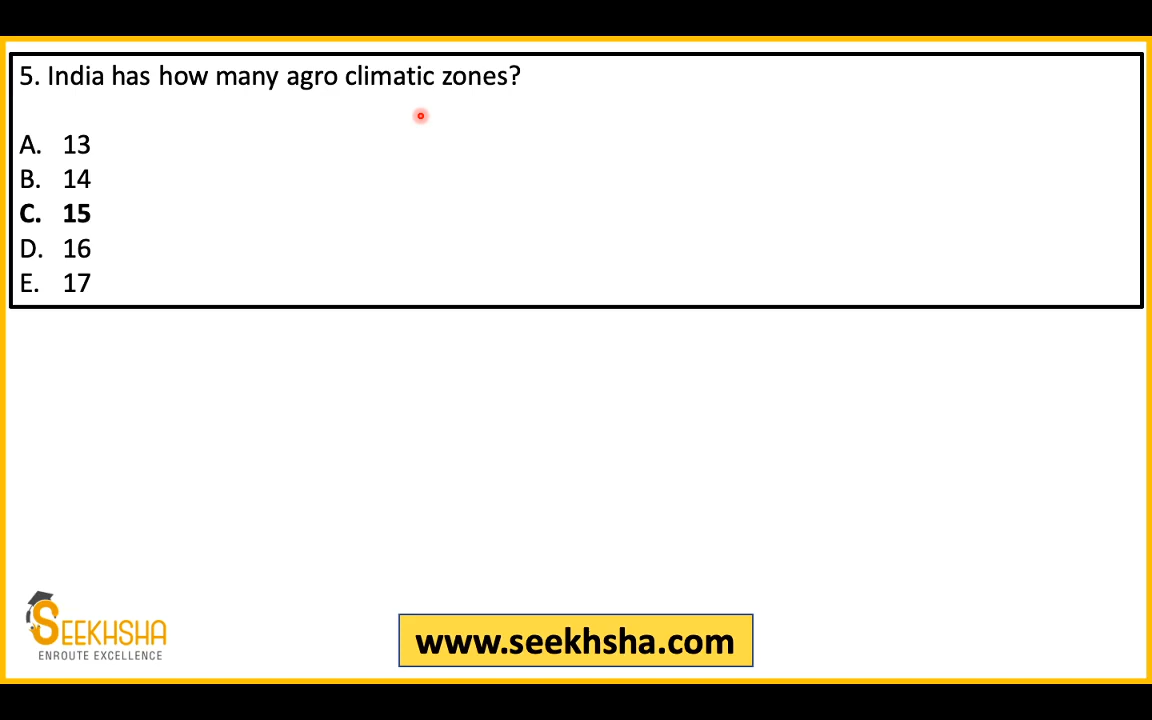 5. India has how many agro climatic zones?
A. 13
B. 14
C. 15
D. 16
E. 17
SEEKHSHA
ENROUTE EXCELLENCE
www.seekhsha.com